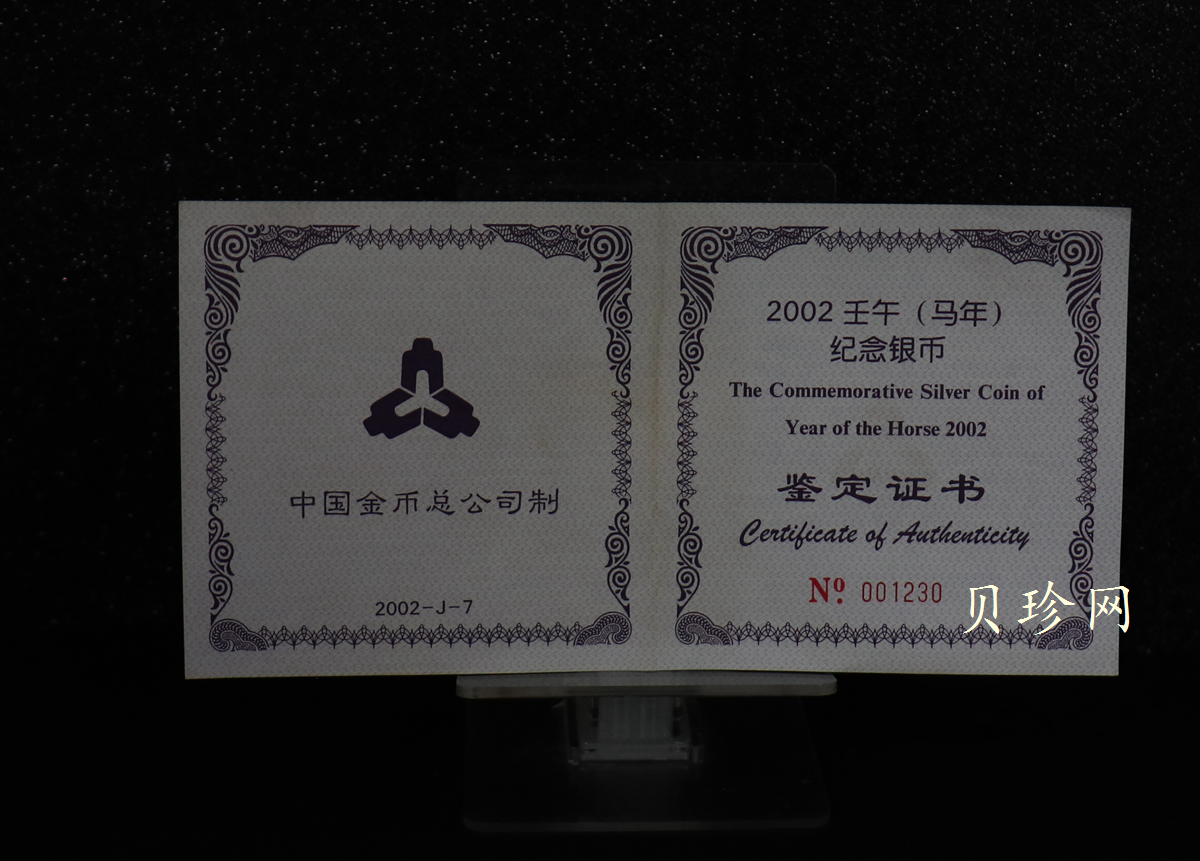 中国金币总公司制
2002-J-7
2002 壬午（马年）
纪念银币
The Commemorative Silver Coin of
Year of the Horse 2002
鉴定证书
Certificate of Authenticity
Nº 001230
贝珍网